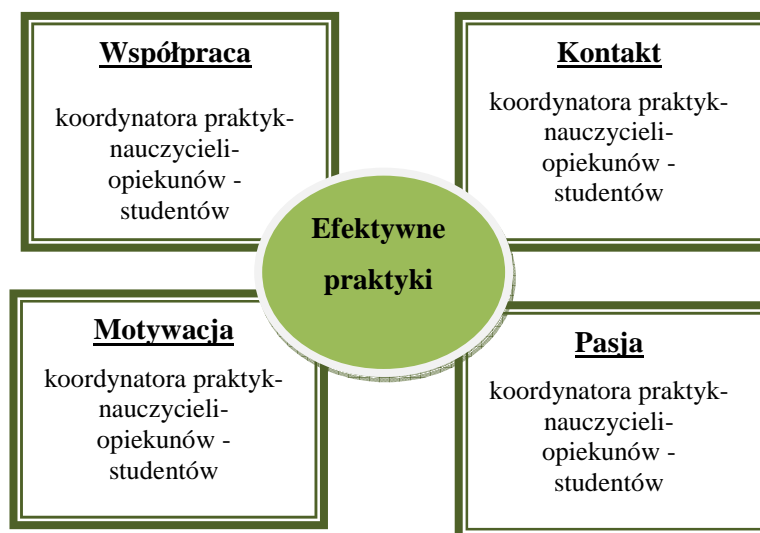 Współpraca
koordynatora praktyk-
nauczycieli-
opiekunów -
studentów
Kontakt
koordynatora praktyk-
nauczycieli-
opiekunów -
studentów
Efektywne
praktyki
Motywacja
koordynatora praktyk-
nauczycieli-
opiekunów -
studentów
Pasja
koordynatora praktyk-
nauczycieli-
opiekunów -
studentów